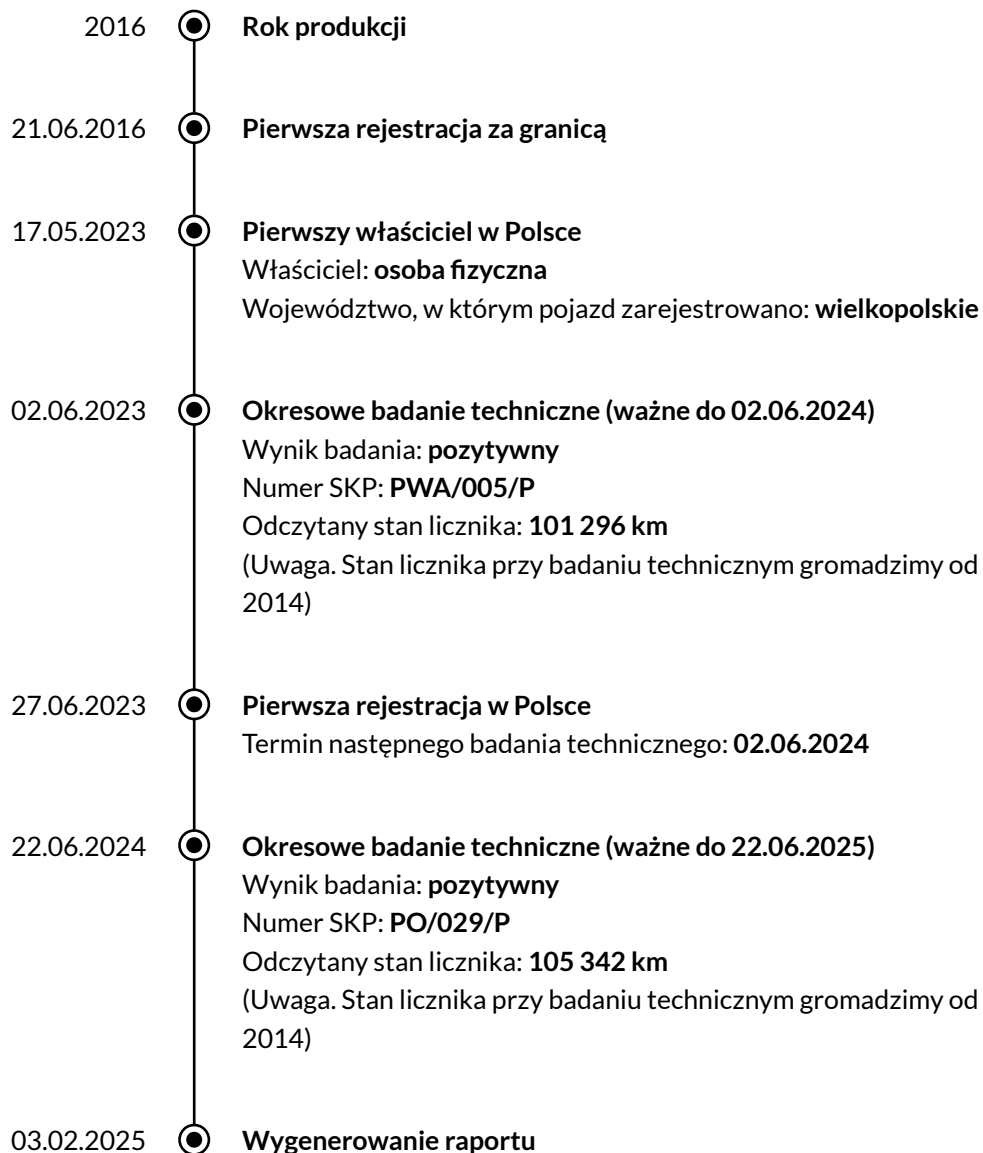 2016 Rok produkcji
21.06.2016 Pierwsza rejestracja za granicą
17.05.2023 Pierwszy właściciel w Polsce
Właściciel: osoba fizyczna
Województwo, w którym pojazd zarejestrowano: wielkopolskie
02.06.2023 Okresowe badanie techniczne (ważne do 02.06.2024)
Wynik badania: pozytywny
Numer SKP: PWA/005/P
Odczytany stan licznika: 101 296 km
(Uwaga. Stan licznika przy badaniu technicznym gromadzimy od
2014)
27.06.2023 Pierwsza rejestracja w Polsce
Termin następnego badania technicznego: 02.06.2024
22.06.2024 Okresowe badanie techniczne (ważne do 22.06.2025)
Wynik badania: pozytywny
Numer SKP: PO/029/P
Odczytany stan licznika: 105 342 km
(Uwaga. Stan licznika przy badaniu technicznym gromadzimy od
2014)
03.02.2025 Wygenerowanie raportu